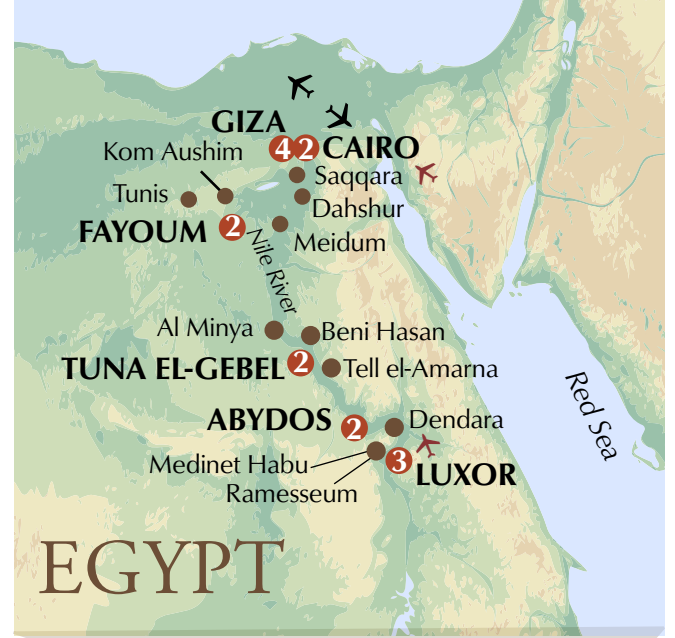 GIZA
4 2 CAIRO
Kom Aushim
Saqqara
Tunis
Dahshur
FAYOUM 2
Nile River
Meidum
Al Minya
Beni Hasan
TUNA EL-GEBEL 2
Tell el-Amarna
Red Sea
ABYDOS 2
Dendara
Medinet Habu
3 LUXOR
Ramesseum
EGYPT